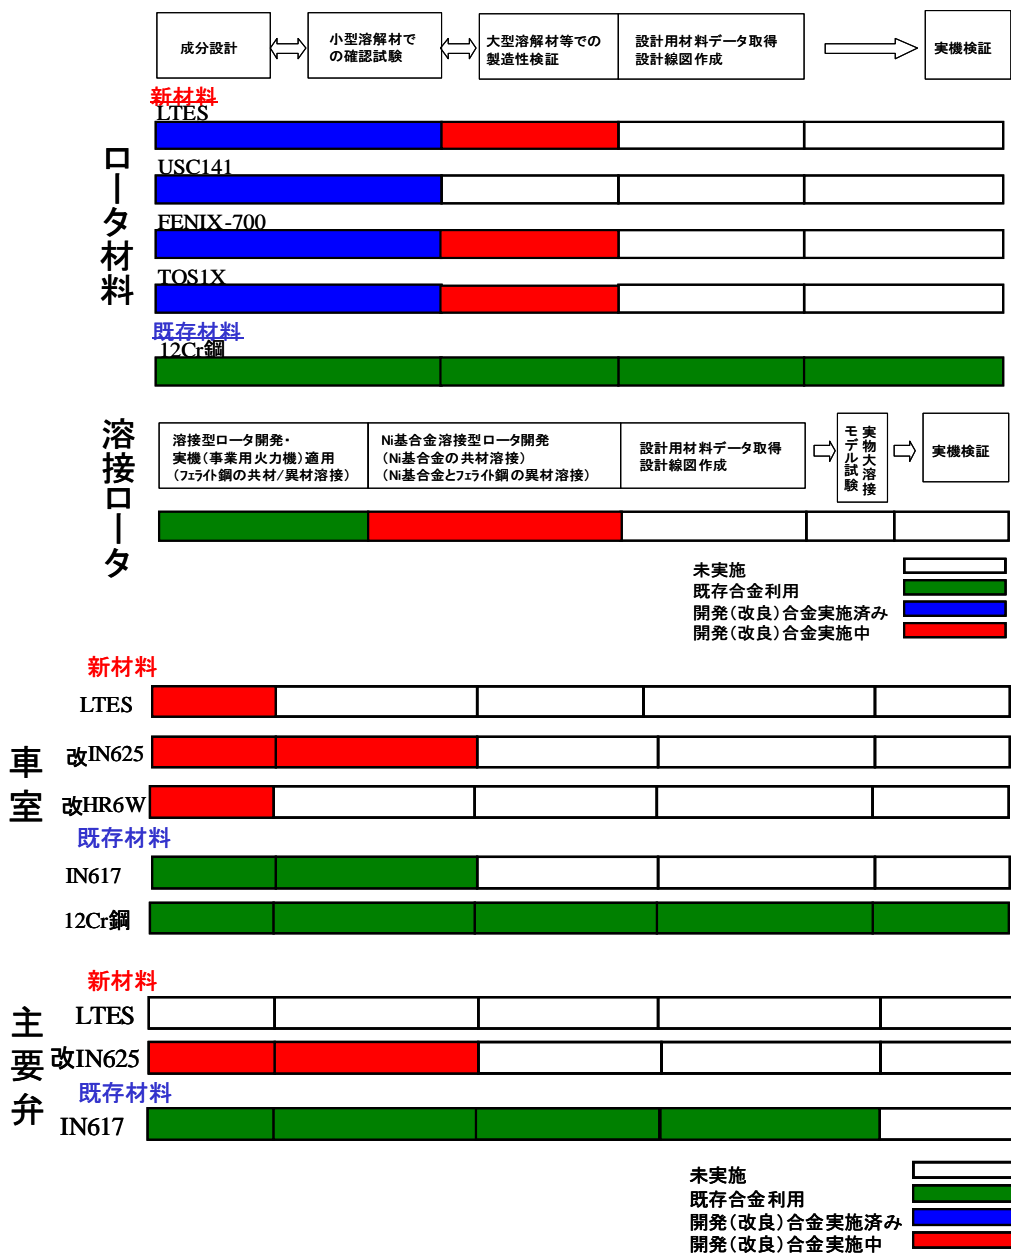 成分設計
小型溶解材で
の確認試験
大型溶解材等での
製造性検証
設計用材料データ取得
設計線図作成
実機検証
新材料
LTES
USC141
FENIX-700
TOS1X
既存材料
12Cr鋼
ロータ材料
溶接ロータ
溶接型ロータ開発・
実機(事業用火力機)適用
(フェライト鋼の共材/異材溶接)
Ni基合金溶接型ロータ開発
(Ni基合金の共材溶接)
(Ni基合金とフェライト鋼の異材溶接)
設計用材料データ取得
設計線図作成
実物大溶接
モデル試験
実機検証
未実施
既存合金利用
開発(改良)合金実施済み
開発(改良)合金実施中
車室
新材料
LTES
改IN625
改HR6W
既存材料
IN617
12Cr鋼
主要弁
新材料
LTES
改IN625
既存材料
IN617
未実施
既存合金利用
開発(改良)合金実施済み
開発(改良)合金実施中